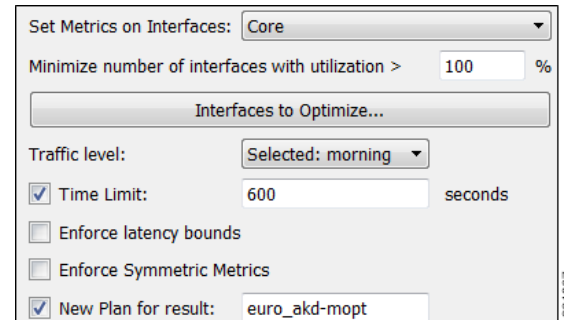 Set Metrics on Interfaces: Core
Minimize number of interfaces with utilization > 100 %
Interfaces to Optimize...
Traffic level: Selected: morning
Time Limit: 600 seconds
Enforce latency bounds
Enforce Symmetric Metrics
New Plan for result: euro_akd-mopt